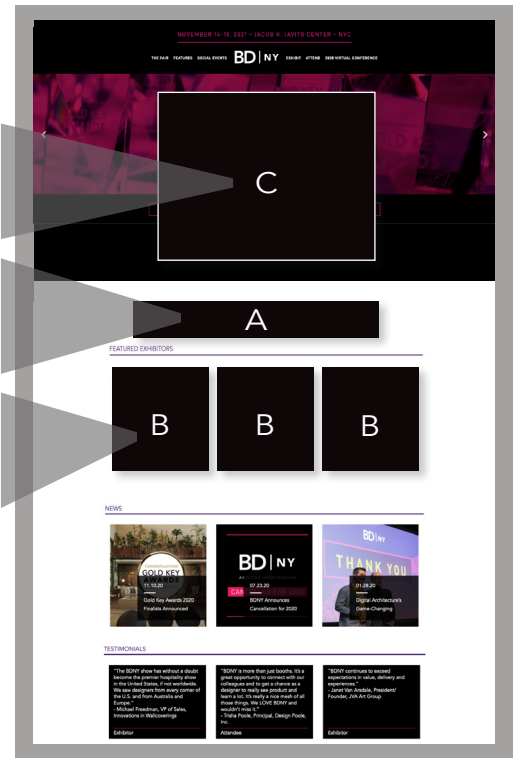 NOVEMBER 14-15, 2021 – JACOB K. JAVITS CENTER – NYC
THE FAIR FEATURES SOCIAL EVENTS BD|NY EXHIBIT ATTEND 2020 VIRTUAL CONFERENCE
C
A
FEATURED EXHIBITORS
B B B
NEWS
GOLD KEY
AWARDS
11.10.20
Gold Key Awards 2020
Finalists Announced
BD|NY
07.23.20
BDNY Announces
Cancellation for 2020
BD|NY
THANK YOU
01.29.20
Digital Architecture's
Game-Changing
TESTIMONIALS
"The BDNY show has without a doubt
become the premier hospitality show
in the United States, if not worldwide.
We saw designers from every corner of
the U.S. and from Australia and
Europe."
- Michael Freedman, VP of Sales,
Innovations in Wallcoverings
Exhibitor
"BDNY is more than just booths. It's a
great opportunity to connect with our
colleagues and to get a chance as a
designer to really see product and
learn a lot. It's really a nice mesh of all
those things. We LOVE BDNY and
wouldn't miss it."
- Trisha Poole, Principal, Design Poole,
Inc.
Attendee
"BDNY continues to exceed
expectations in value, delivery and
experiences."
- Janet Van Arsdale, President/
Founder, JVA Art Group
Exhibitor